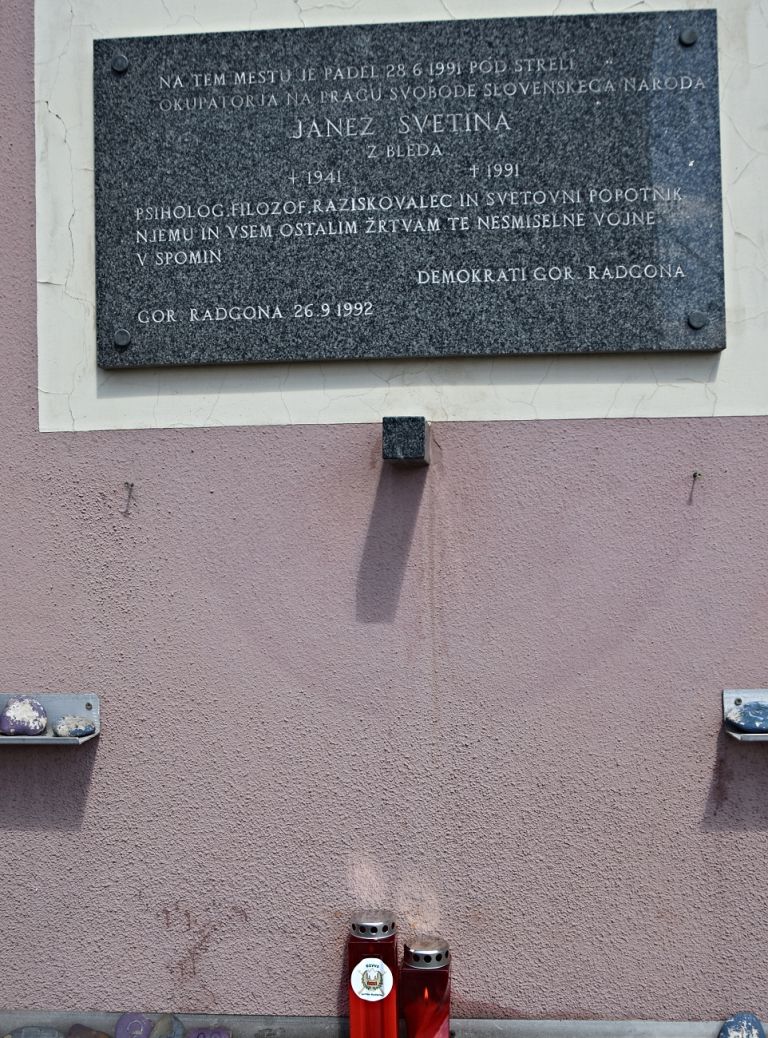 NA TEM MESTU JE PADEL 28 6 1991 POD STRELI
OKUPATORJA NA PRAGU SVOBODE SLOVENSKEGA NARODA
JANEZ SVETINA
Z BLEDA
+ 1941 + 1991
PSIHOLOG, FILOZOF, RAZISKOVALEC IN SVETOVNI POPOTNIK
NJEMU IN VSEM OSTALIM ŽRTVAM TE NESMISELNE VOJNE
V SPOMIN
DEMOKRATI GOR. RADGONA
GOR RADGONA 26.9 1992